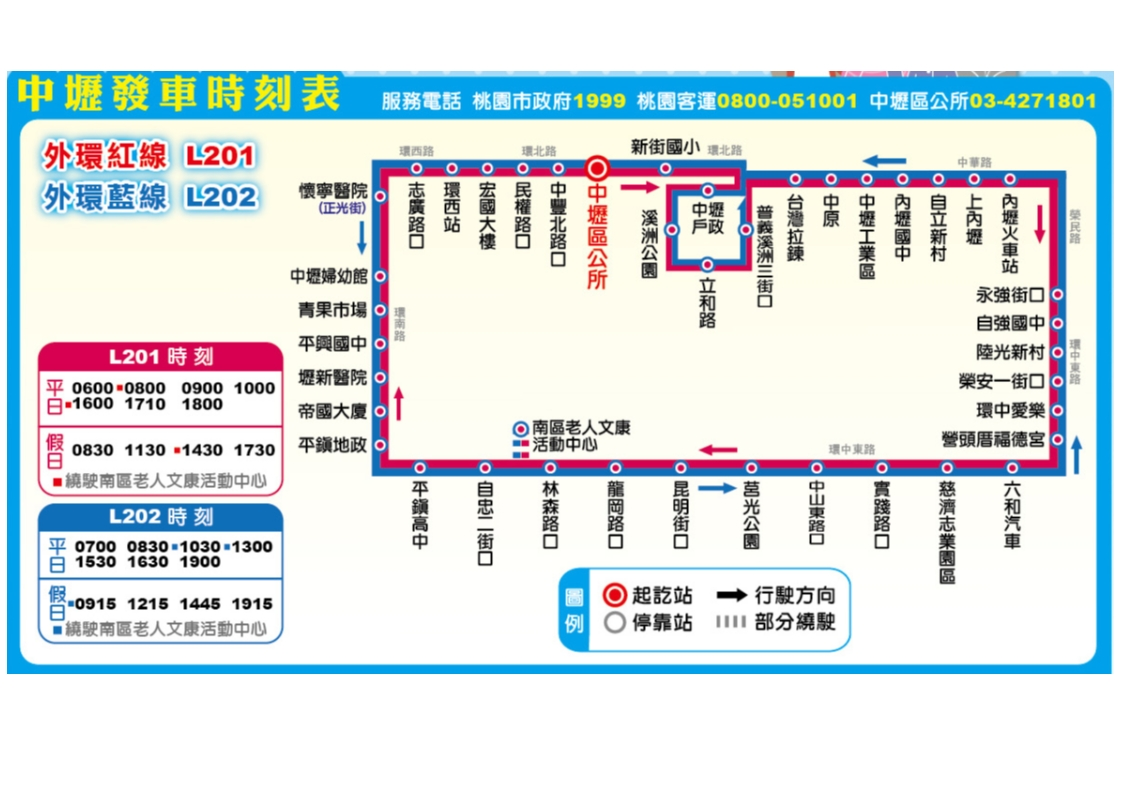 中壢發車時刻表
服務電話 桃園市政府1999 桃園客運0800-051001 中壢區公所03-4271801
外環紅線 L201
外環藍線 L202
環西路
環北路
新街國小
環北路
中華路
榮民路
懷寧醫院
(正光街)
志廣路口
環西站
宏國大樓
民權路口
中豐北路口
中壢區公所
溪洲公園
中壢戶政
立和路
普義溪洲三街口
台灣拉鍊
中原
中壢工業區
內壢國中
自立新村
上內壢
內壢火車站
中壢婦幼館
青果市場
平興國中
壢新醫院
帝國大廈
平鎮地政
環南路
永強街口
自強國中
陸光新村
榮安一街口
環中愛樂
營頭厝福德宮
環中東路
南區老人文康
活動中心
環中東路
平鎮高中
自忠二街口
林森路口
龍岡路口
昆明街口
莒光公園
中山東路口
實踐路口
慈濟志業園區
六和汽車
L201 時刻
平日 0600 ▪0800 0900 1000
▪1600 1710 1800
假日 0830 1130 ▪1430 1730
▪繞駛南區老人文康活動中心
L202 時刻
平日 0700 0830 ▪1030 ▪1300
1530 1630 1900
假日 ▪0915 1215 1445 1915
▪繞駛南區老人文康活動中心
圖例
起訖站 行駛方向
停靠站 部分繞駛